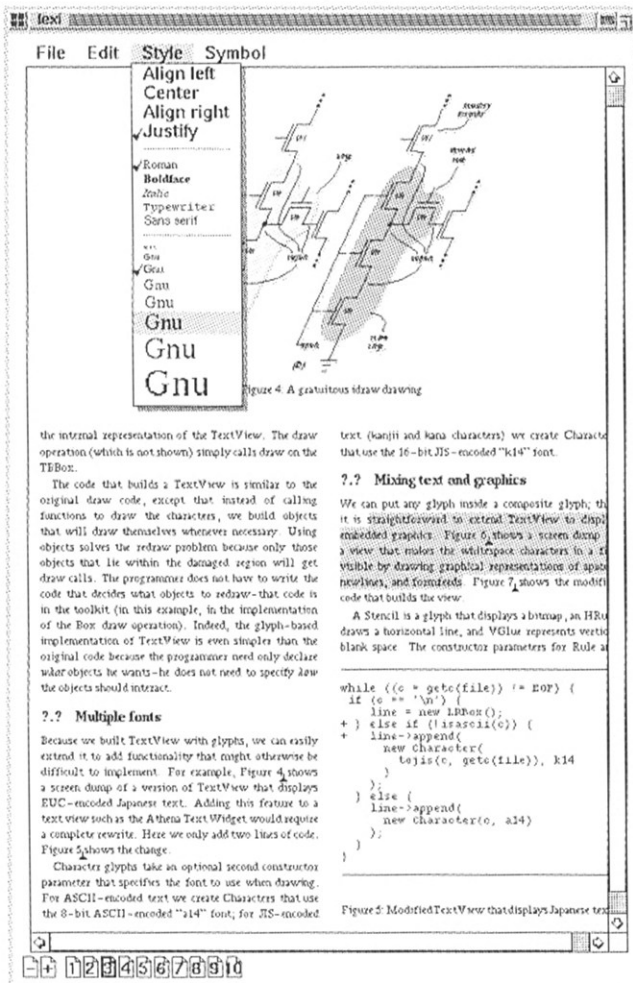 lexi
File Edit Style Symbol
Align left
Center
Align right
Justify
Roman
Boldface
Italic
Typewriter
Sans serif
Gnu
Gnu
Gnu
Gnu
Gnu
Gnu
Gnu
igure 4: A gratuitous idraw drawing
the internal representation of the TextView. The draw
operation (which is not shown) simply calls draw on the
TBBox.
The code that builds a TextView is similar to the
original draw code, except that instead of calling
functions to draw the characters, we build objects
that will draw themselves whenever necessary. Using
objects solves the redraw problem because only those
objects that lie within the damaged region will get
draw calls. The programmer does not have to write the
code that decides what objects to redraw-that code is
in the toolkit (in this example, in the implementation
of the Box draw operation). Indeed, the glyph-based
implementation of TextView is even simpler than the
original code because the programmer need only declare
what objects he wants-he does not need to specify how
the objects should interact.
?.? Multiple fonts
Because we built TextView with glyphs, we can easily
extend it to add functionality that might otherwise be
difficult to implement. For example, Figure 4 shows
a screen dump of a version of TextView that displays
EUC-encoded Japanese text. Adding this feature to a
text view such as the Athena Text Widget would require
a complete rewrite. Here we only add two lines of code.
Figure 5 shows the change.
Character glyphs take an optional second constructor
parameter that specifies the font to use when drawing.
For ASCII-encoded text we create Characters that use
the 8-bit ASCII-encoded "a14" font; for JIS-encoded
text (kanjii and kana characters) we create Characte
that use the 16-bit JIS-encoded "k14" font.
?.? Mixing text and graphics
We can put any glyph inside a composite glyph; th
it is straightforward to extend TextView to displ
embedded graphics. Figure 6 shows a screen dump
a view that makes the whitespace characters in a fi
visible by drawing graphical representations of space
newlines, and formfeeds. Figure 7 shows the modifi
code that builds the view.
A Stencil is a glyph that displays a bitmap, an HRu
draws a horizontal line, and VGlue represents vertic
blank space. The constructor parameters for Rule a
while ((c = getc(file)) != EOF) {
if (c == '\n') {
line = new LRBox();
+ } else if (!isascii(c)) {
+ line->append(
new Character(
tojis(c, getc(file)), k14
)
);
} else {
line->append(
new Character(c, a14)
);
}
}
Figure 5: Modified TextView that displays Japanese tex
- + 1 2 3 4 5 6 7 8 9 10